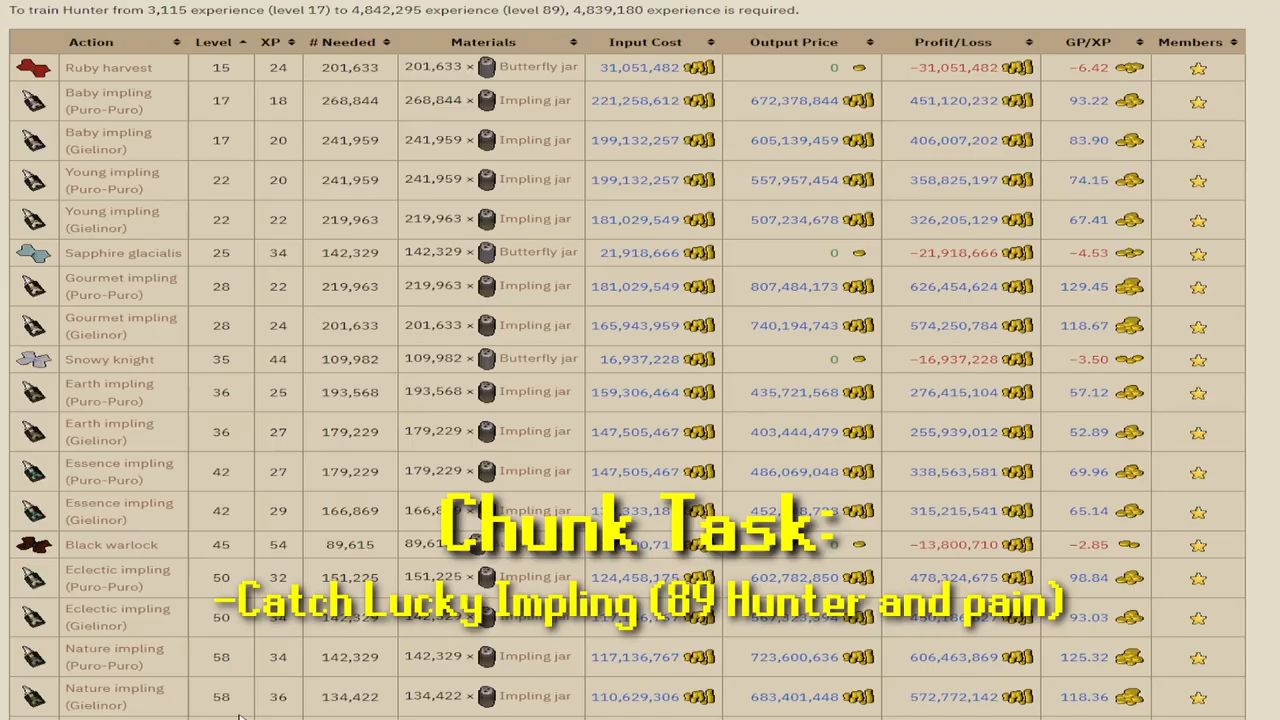 To train Hunter from 3,115 experience (level 17) to 4,842,295 experience (level 89), 4,839,180 experience is required.
Action Level XP # Needed Materials Input Cost Output Price Profit/Loss GP/XP Members
Ruby harvest 15 24 201,633 201,633 × Butterfly jar 31,051,482 0 −31,051,482 −6.42
Baby impling (Puro-Puro) 17 18 268,844 268,844 × Impling jar 221,258,612 672,378,844 451,120,232 93.22
Baby impling (Gielinor) 17 20 241,959 241,959 × Impling jar 199,132,257 605,139,459 406,007,202 83.90
Young impling (Puro-Puro) 22 20 241,959 241,959 × Impling jar 199,132,257 557,957,454 358,825,197 74.15
Young impling (Gielinor) 22 22 219,963 219,963 × Impling jar 181,029,549 507,234,678 326,205,129 67.41
Sapphire glacialis 25 34 142,329 142,329 × Butterfly jar 21,918,666 0 −21,918,666 −4.53
Gourmet impling (Puro-Puro) 28 22 219,963 219,963 × Impling jar 181,029,549 807,484,173 626,454,624 129.45
Gourmet impling (Gielinor) 28 24 201,633 201,633 × Impling jar 165,943,959 740,194,743 574,250,784 118.67
Snowy knight 35 44 109,982 109,982 × Butterfly jar 16,937,228 0 −16,937,228 −3.50
Earth impling (Puro-Puro) 36 25 193,568 193,568 × Impling jar 159,306,464 435,721,568 276,415,104 57.12
Earth impling (Gielinor) 36 27 179,229 179,229 × Impling jar 147,505,467 403,444,479 255,939,012 52.89
Essence impling (Puro-Puro) 42 27 179,229 179,229 × Impling jar 147,505,467 486,069,048 338,563,581 69.96
Essence impling (Gielinor) 42 29 166,869 315,215,541 65.14
Chunk Task:
Black warlock 45 54 89,615 0 −13,800,710 −2.85
Eclectic impling (Puro-Puro) 50 32 151,225 151,225 × Impling jar 124,458,175 602,782,850 478,324,675 98.84
-Catch Lucky Impling (89 Hunter and pain)
Eclectic impling (Gielinor) 50 93.03
Nature impling (Puro-Puro) 58 34 142,329 142,329 × Impling jar 117,136,767 723,600,636 606,463,869 125.32
Nature impling (Gielinor) 58 36 134,422 134,422 × Impling jar 110,629,306 683,401,448 572,772,142 118.36